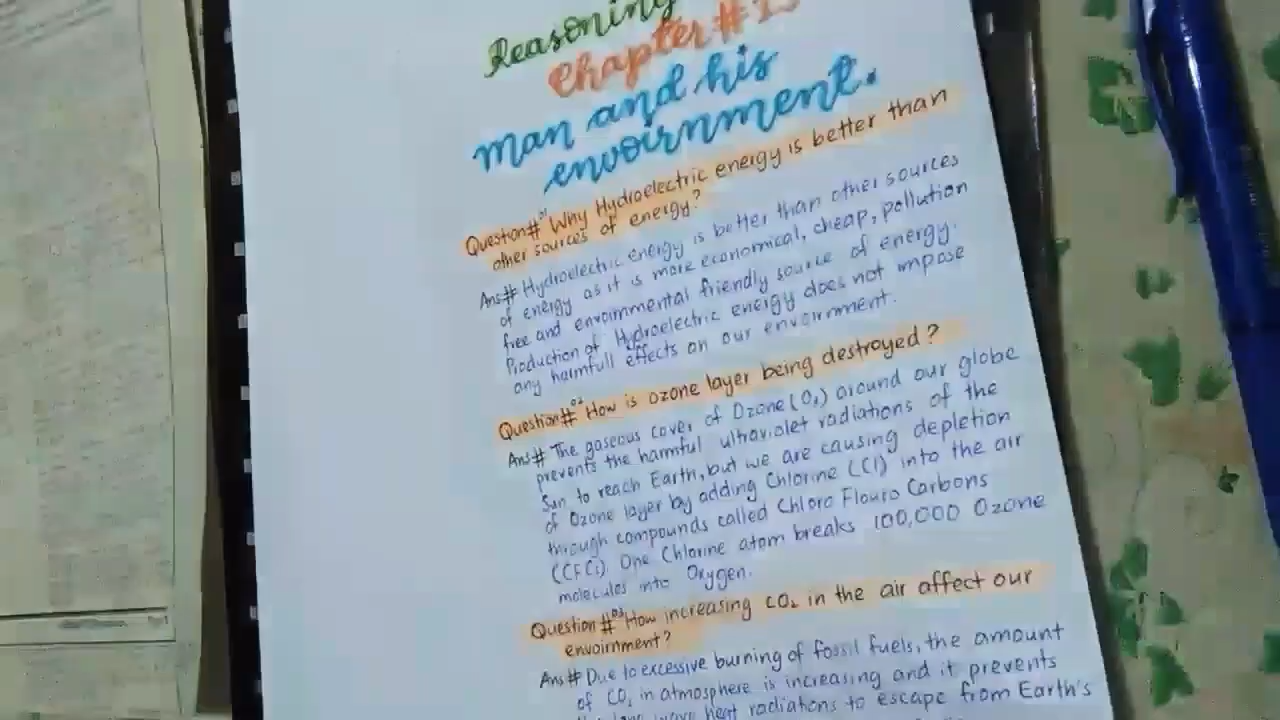 Reasoning
Chapter #
man and his
envoirnment.
Question# 01 Why Hydroelectric energy is better than
other sources of energy?
Ans# Hydroelectric energy is better than other sources
of energy as it is more economical, cheap, pollution
free and envoirnmental friendly source of energy.
Production of Hydroelectric energy does not impose
any harmfull effects on our envoirnment.
Question# 02 How is ozone layer being destroyed?
Ans# The gaseous cover of Ozone (O₃) around our globe
prevents the harmful ultraviolet radiations of the
Sun to reach Earth, but we are causing depletion
of Ozone layer by adding Chlorine (Cl) into the air
through compounds called Chloro Flouro Carbons
(CFCs). One Chlorine atom breaks 100,000 Ozone
molecules into Oxygen.
Question# 03 How increasing CO₂ in the air affect our
envoirnment?
Ans# Due to excessive burning of fossil fuels, the amount
of CO₂ in atmosphere is increasing and it prevents
wave heat radiations to escape from Earth's